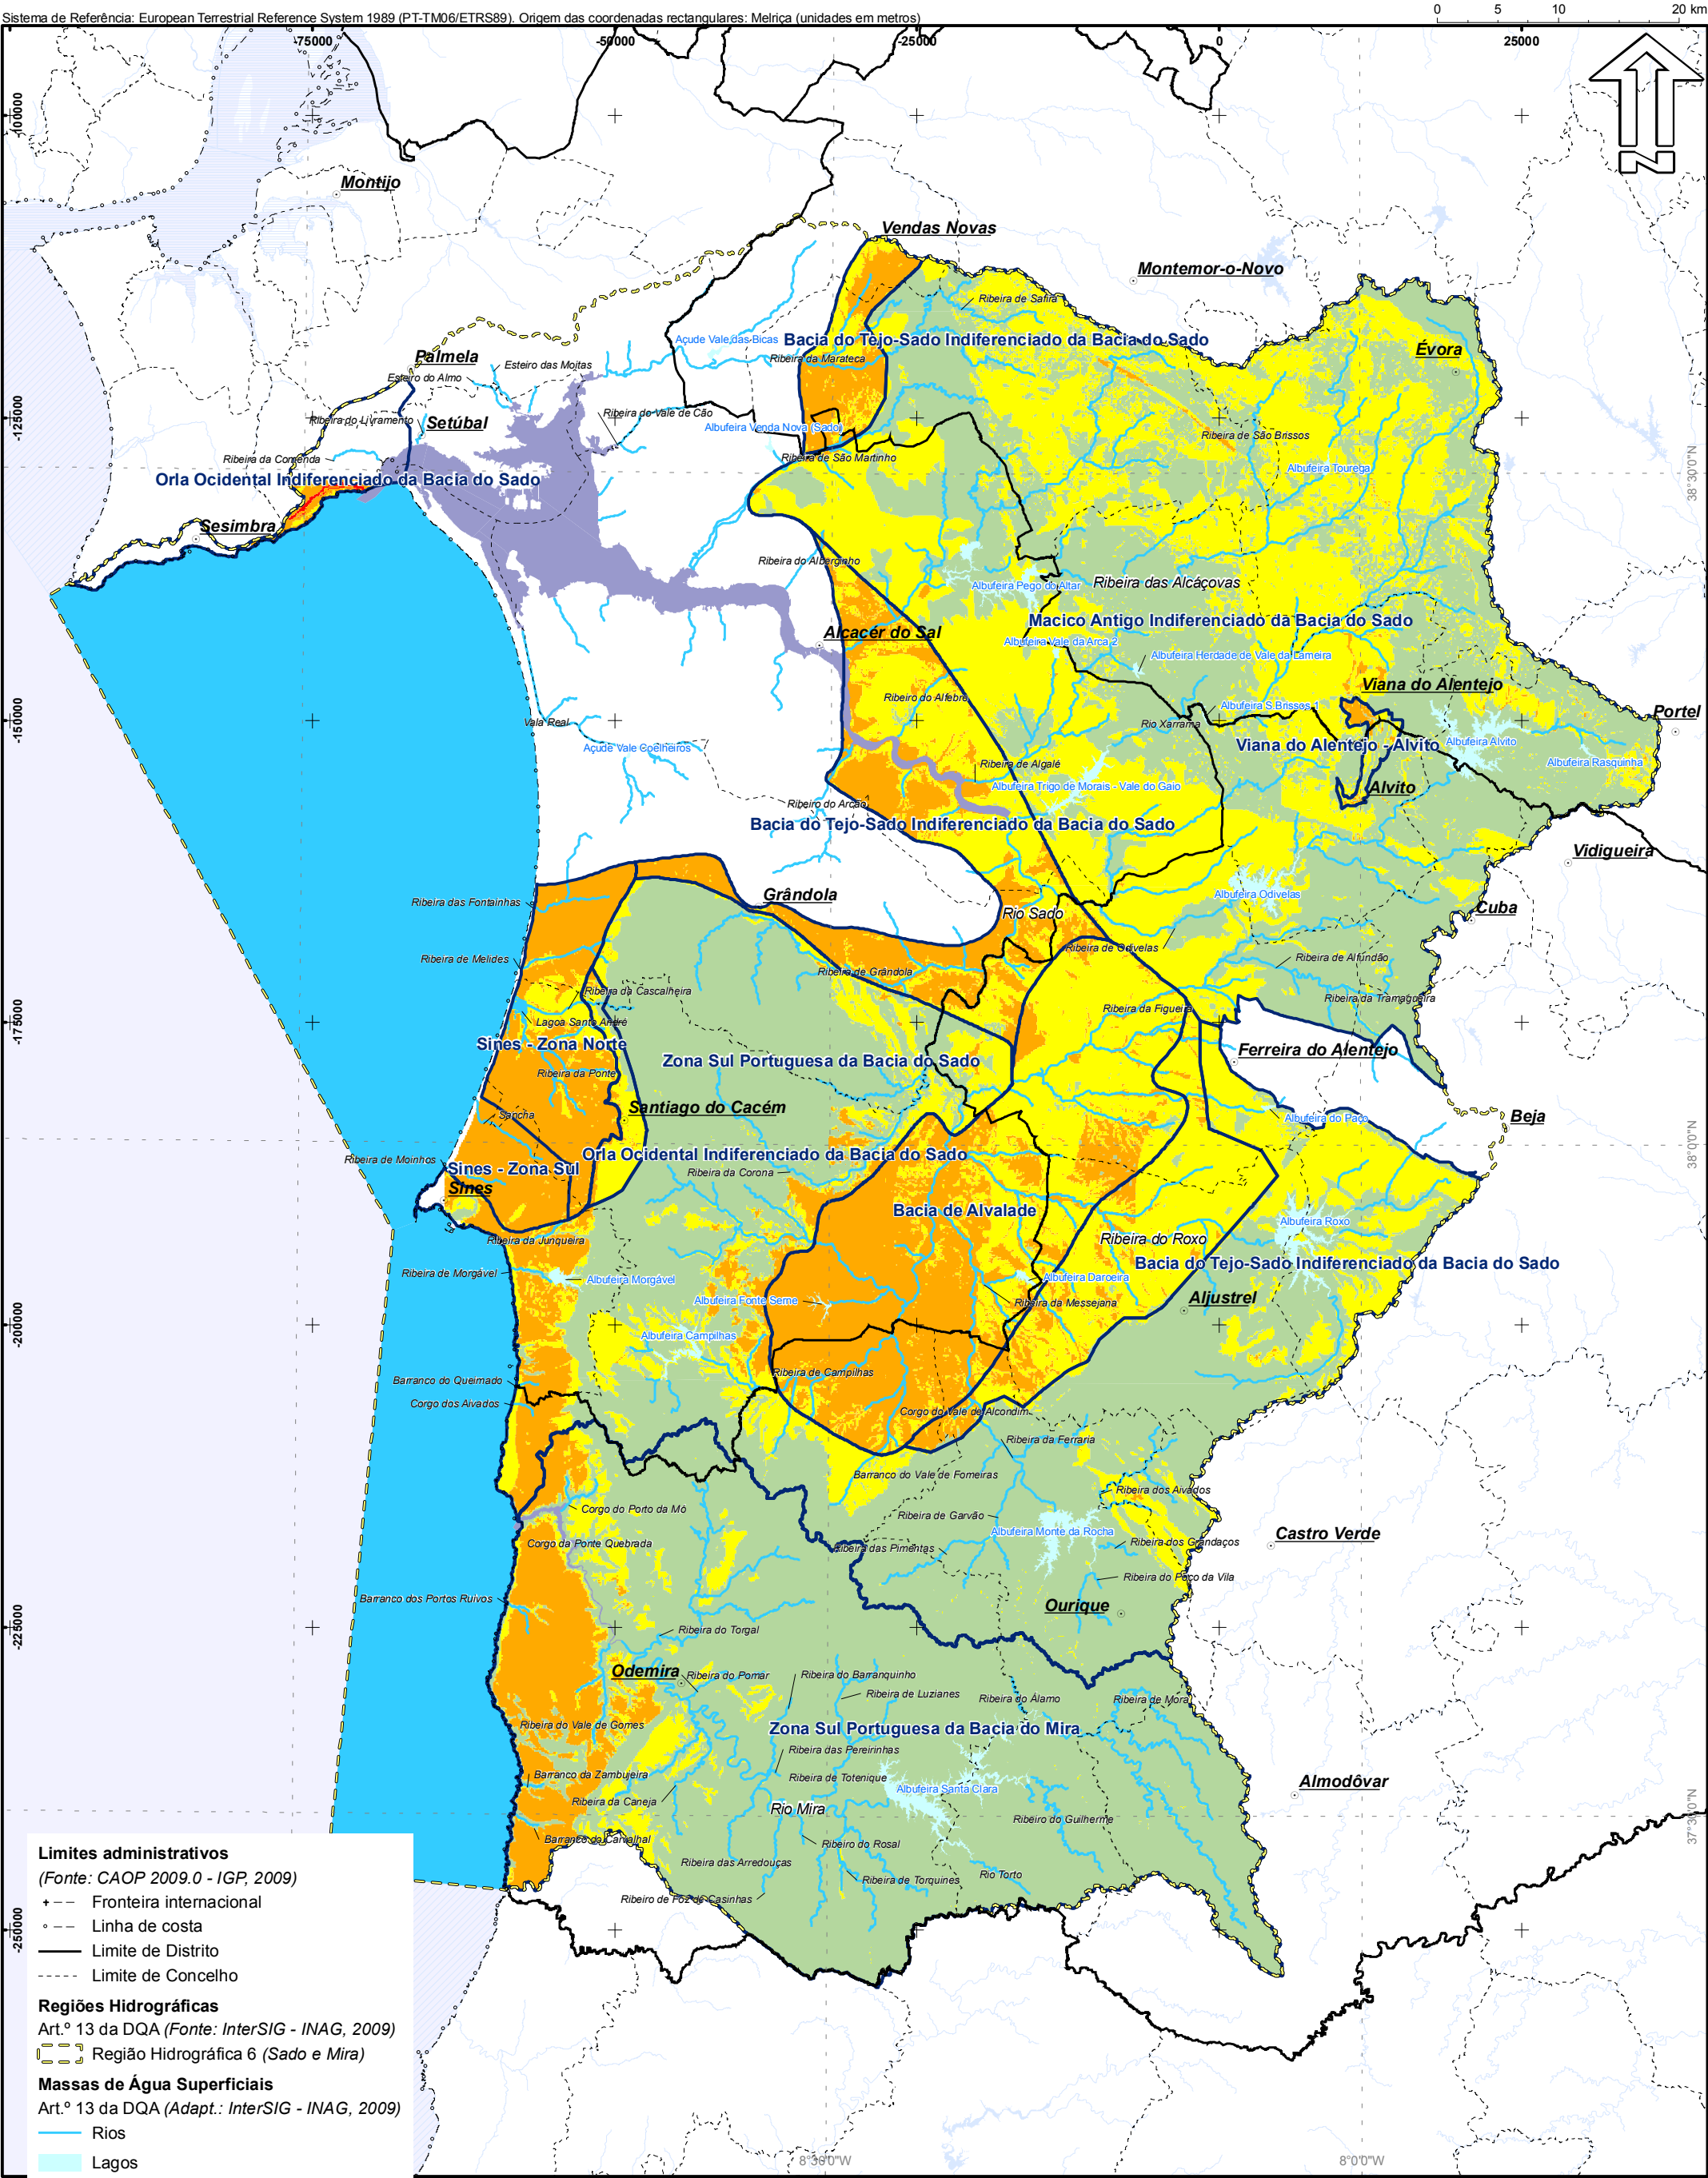 Sistema de Referência: European Terrestrial Reference System 1989 (PT-TM06/ETRS89). Origem das coordenadas rectangulares: Melriça (unidades em metros)
0 5 10 20 km
-75000 -50000 -25000 0 25000
-100000
-125000
-150000
-175000
-200000
-225000
-250000
38°30'0"N
38°0'0"N
37°30'0"N
8°30'0"W
8°0'0"W
N
Montijo
Vendas Novas
Montemor-o-Novo
Ribeira de Safira
Açude Vale das Bicas
Bacia do Tejo-Sado Indiferenciado da Bacia do Sado
Ribeira da Marateca
Évora
Palmela
Esteiro das Moitas
Esteiro do Almo
Ribeira do Livramento
Setúbal
Ribeira do Vale de Cão
Albufeira Venda Nova (Sado)
Ribeira de São Brissos
Ribeira da Comenda
Ribeira de São Martinho
Albufeira Tourega
Orla Ocidental Indiferenciado da Bacia do Sado
Sesimbra
Ribeira do Alberginho
Albufeira Pego do Altar
Ribeira das Alcáçovas
Macico Antigo Indiferenciado da Bacia do Sado
Alcacér do Sal
Albufeira Vale da Arca 2
Albufeira Herdade de Vale da Lameira
Viana do Alentejo
Ribeiro do Alfebre
Albufeira S Brissos 1
Portel
Vala Real
Rio Xarrama
Açude Vale Coelheiros
Viana do Alentejo - Alvito
Albufeira Alvito
Ribeira de Algalé
Albufeira Rasquinha
Albufeira Trigo de Morais - Vale do Gaio
Alvito
Ribeiro do Arcão
Bacia do Tejo-Sado Indiferenciado da Bacia do Sado
Vidigueira
Grândola
Albufeira Odivelas
Ribeira das Fontainhas
Rio Sado
Cuba
Ribeira de Odivelas
Ribeira de Melides
Ribeira de Grândola
Ribeira de Alfundão
Ribeira da Cascalheira
Ribeira da Tramagueira
Ribeira da Figueira
Lagoa Santo André
Sines - Zona Norte
Ferreira do Alentejo
Zona Sul Portuguesa da Bacia do Sado
Ribeira da Ponte
Santiago do Cacém
Sancha
Albufeira do Paço
Beja
Ribeira de Moinhos
Orla Ocidental Indiferenciado da Bacia do Sado
Sines - Zona Sul
Ribeira da Corona
Sines
Bacia de Alvalade
Albufeira Roxo
Ribeira da Junqueira
Ribeira do Roxo
Bacia do Tejo-Sado Indiferenciado da Bacia do Sado
Ribeira de Morgável
Albufeira Morgável
Albufeira Daroeira
Albufeira Fonte Serne
Ribeira da Messejana
Aljustrel
Albufeira Campilhas
Ribeira de Campilhas
Barranco do Queimado
Corgo dos Aivados
Corgo do Vale de Alcondim
Ribeira da Ferraria
Barranco do Vale de Fomeiras
Ribeira dos Aivados
Corgo do Porto da Mó
Ribeira de Garvão
Albufeira Monte da Rocha
Castro Verde
Corgo da Ponte Quebrada
Ribeira das Pimentas
Ribeira dos Grandaços
Ribeira do Poço da Vila
Barranco dos Portos Ruivos
Ourique
Ribeira do Torgal
Odemira
Ribeiro do Pomar
Ribeira do Barranquinho
Ribeira de Luzianes
Ribeira do Álamo
Ribeira de Mora
Ribeira do Vale de Gomes
Zona Sul Portuguesa da Bacia do Mira
Ribeira das Pereirinhas
Barranco da Zambujeira
Ribeira de Totenique
Albufeira Santa Clara
Almodôvar
Ribeira da Caneja
Rio Mira
Ribeiro do Guilherme
Barranco do Carvalhal
Ribeiro do Rosal
Ribeira das Arredouças
Ribeira de Torquines
Rio Torto
Ribeiro de Foz de Casinhas
Limites administrativos
(Fonte: CAOP 2009.0 - IGP, 2009)
Fronteira internacional
Linha de costa
Limite de Distrito
Limite de Concelho
Regiões Hidrográficas
Art.º 13 da DQA (Fonte: InterSIG - INAG, 2009)
Região Hidrográfica 6 (Sado e Mira)
Massas de Água Superficiais
Art.º 13 da DQA (Adapt.: InterSIG - INAG, 2009)
Rios
Lagos